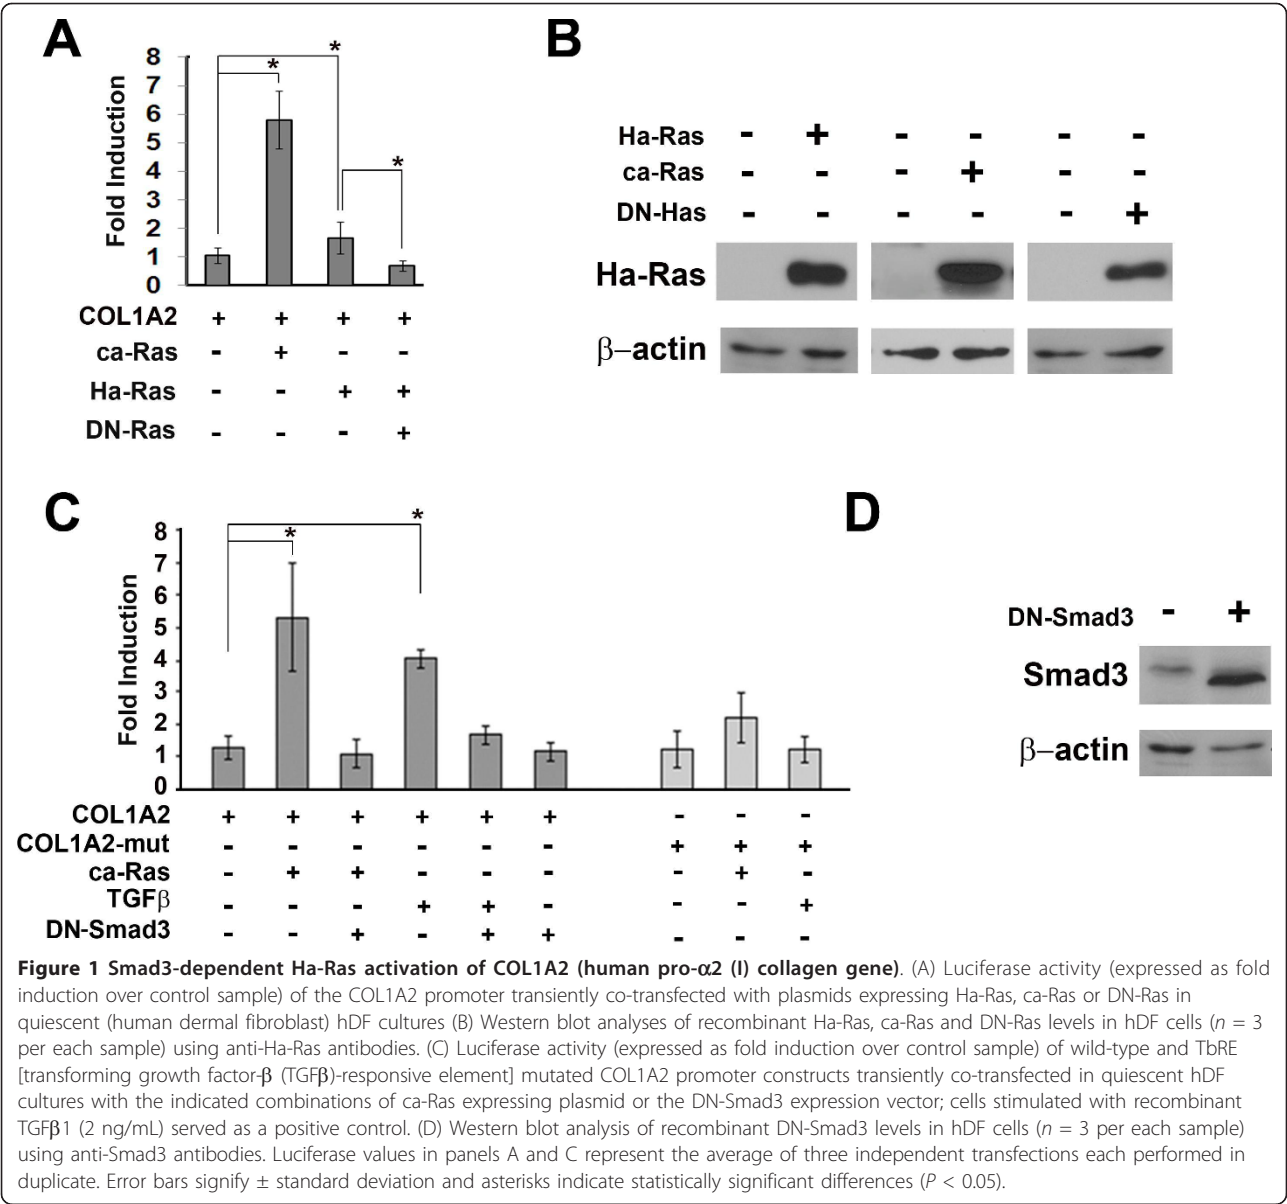 A
*
*
*
8
7
6
5
4
3
2
1
0
Fold Induction
COL1A2 + + + +
ca-Ras - + - -
Ha-Ras - - + +
DN-Ras - - - +
B
Ha-Ras - + - - - -
ca-Ras - - - + - -
DN-Has - - - - - +
Ha-Ras
β–actin
C
*
*
8
7
6
5
4
3
2
1
0
Fold Induction
COL1A2 + + + + + + - - -
COL1A2-mut - - - - - - + + +
ca-Ras - + + - - - - + -
TGFβ - - - + + - - - +
DN-Smad3 - - + - + + - - -
D
DN-Smad3 - +
Smad3
β–actin
Figure 1 Smad3-dependent Ha-Ras activation of COL1A2 (human pro-α2 (I) collagen gene). (A) Luciferase activity (expressed as fold
induction over control sample) of the COL1A2 promoter transiently co-transfected with plasmids expressing Ha-Ras, ca-Ras or DN-Ras in
quiescent (human dermal fibroblast) hDF cultures (B) Western blot analyses of recombinant Ha-Ras, ca-Ras and DN-Ras levels in hDF cells (n = 3
per each sample) using anti-Ha-Ras antibodies. (C) Luciferase activity (expressed as fold induction over control sample) of wild-type and TbRE
[transforming growth factor-β (TGFβ)-responsive element] mutated COL1A2 promoter constructs transiently co-transfected in quiescent hDF
cultures with the indicated combinations of ca-Ras expressing plasmid or the DN-Smad3 expression vector; cells stimulated with recombinant
TGFβ1 (2 ng/mL) served as a positive control. (D) Western blot analysis of recombinant DN-Smad3 levels in hDF cells (n = 3 per each sample)
using anti-Smad3 antibodies. Luciferase values in panels A and C represent the average of three independent transfections each performed in
duplicate. Error bars signify ± standard deviation and asterisks indicate statistically significant differences (P < 0.05).